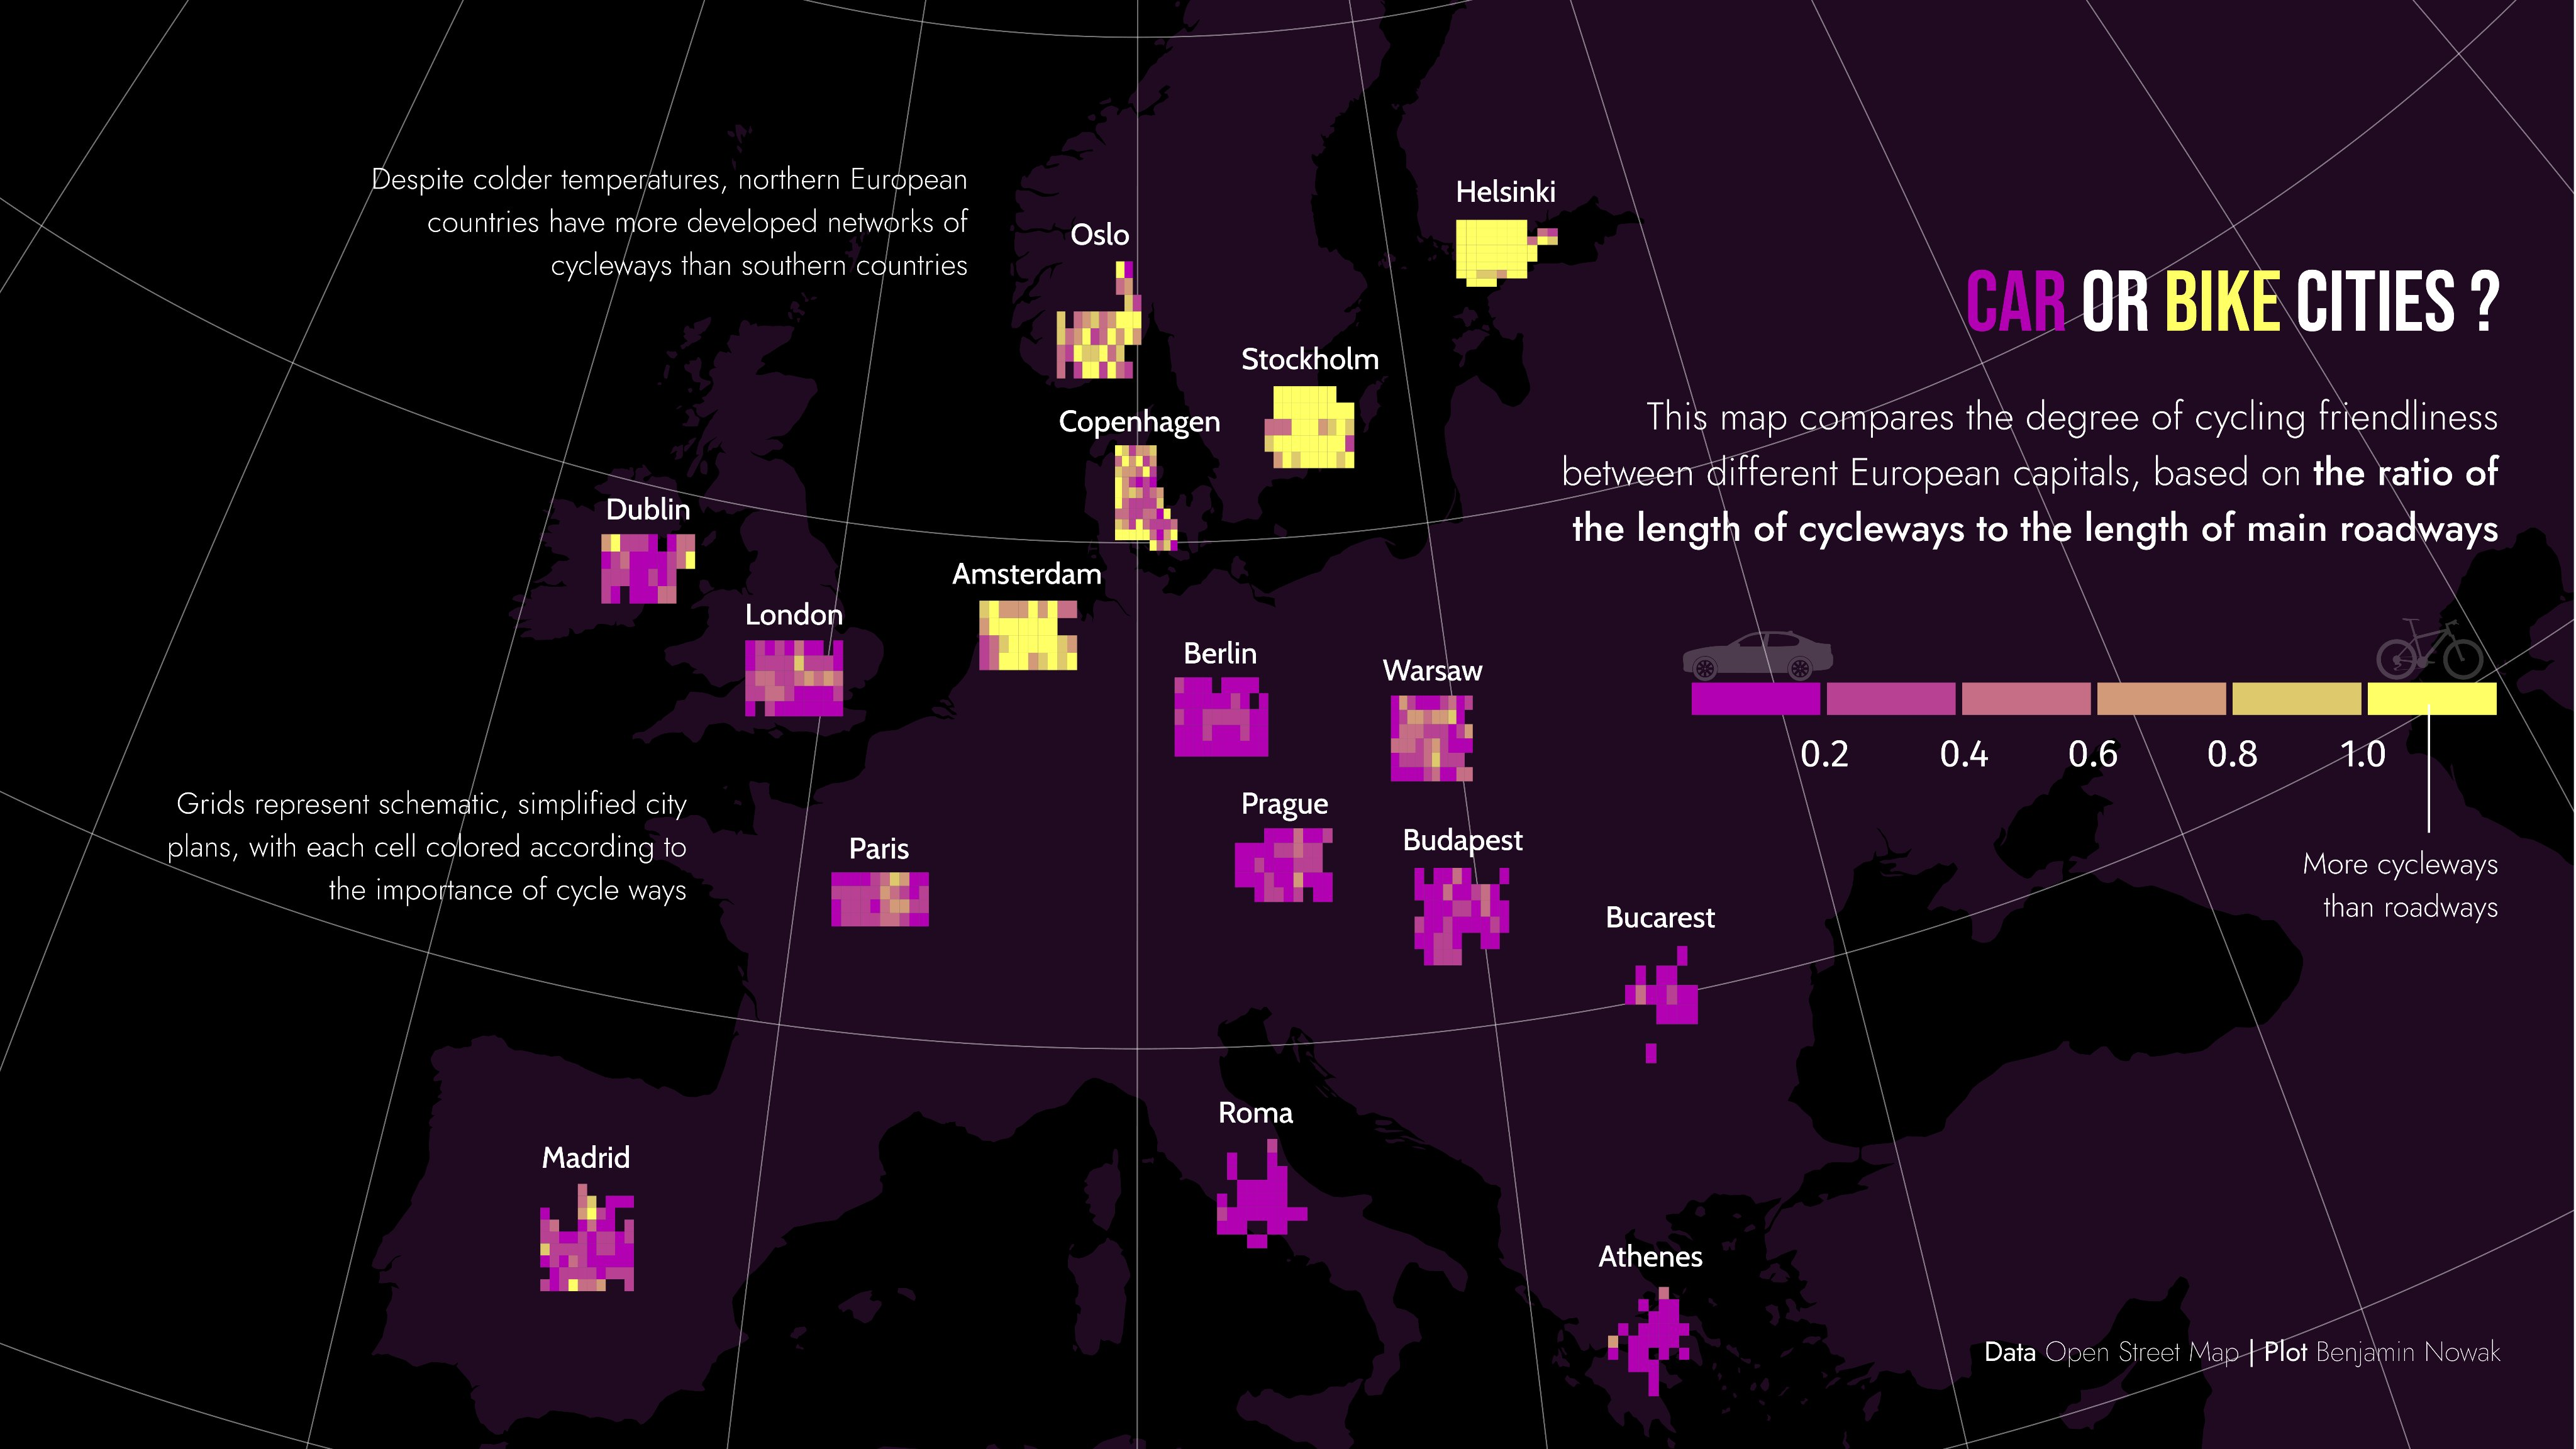 CAR OR BIKE CITIES ?
This map compares the degree of cycling friendliness
between different European capitals, based on the ratio of
the length of cycleways to the length of main roadways
0.2 0.4 0.6 0.8 1.0
More cycleways
than roadways
Despite colder temperatures, northern European
countries have more developed networks of
cycleways than southern countries
Helsinki
Oslo
Stockholm
Copenhagen
Dublin
Amsterdam
London
Berlin
Warsaw
Grids represent schematic, simplified city
plans, with each cell colored according to
the importance of cycle ways
Prague
Budapest
Paris
Bucarest
Roma
Madrid
Athenes
Data Open Street Map | Plot Benjamin Nowak